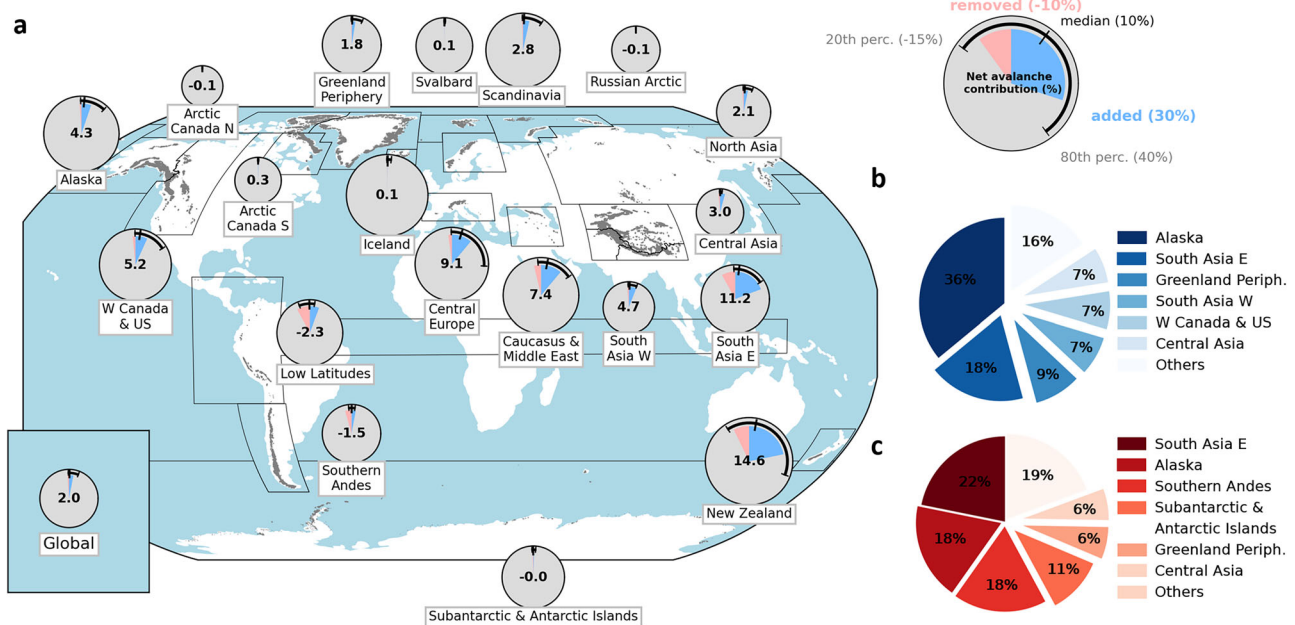 a
removed (-10%)
median (10%)
20th perc. (-15%)
Net avalanche
contribution (%)
added (30%)
80th perc. (40%)
1.8
Greenland
Periphery
0.1
Svalbard
2.8
Scandinavia
-0.1
Russian Arctic
-0.1
Arctic
Canada N
4.3
Alaska
2.1
North Asia
0.3
Arctic
Canada S
0.1
Iceland
3.0
Central Asia
5.2
W Canada
& US
9.1
Central
Europe
7.4
Caucasus &
Middle East
4.7
South
Asia W
11.2
South
Asia E
-2.3
Low Latitudes
-1.5
Southern
Andes
14.6
New Zealand
2.0
Global
-0.0
Subantarctic & Antarctic Islands
b
36%
18%
9%
7%
7%
7%
16%
Alaska
South Asia E
Greenland Periph.
South Asia W
W Canada & US
Central Asia
Others
c
22%
18%
18%
11%
6%
6%
19%
South Asia E
Alaska
Southern Andes
Subantarctic &
Antarctic Islands
Greenland Periph.
Central Asia
Others